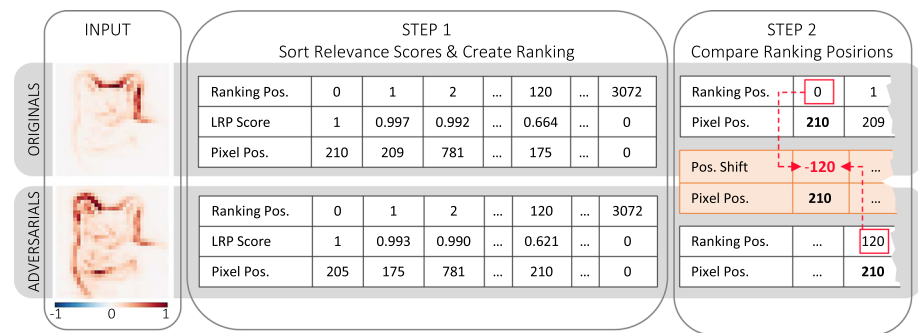 INPUT
STEP 1
Sort Relevance Scores & Create Ranking
STEP 2
Compare Ranking Posirions
ORIGINALS
Ranking Pos. 0 1 2 ... 120 ... 3072
LRP Score 1 0.997 0.992 ... 0.664 ... 0
Pixel Pos. 210 209 781 ... 175 ... 0
Ranking Pos. 0 1
Pixel Pos. 210 209
Pos. Shift -120 ...
Pixel Pos. 210 ...
ADVERSARIALS
Ranking Pos. 0 1 2 ... 120 ... 3072
LRP Score 1 0.993 0.990 ... 0.621 ... 0
Pixel Pos. 205 175 781 ... 210 ... 0
Ranking Pos. ... 120
Pixel Pos. ... 210
-1 0 1